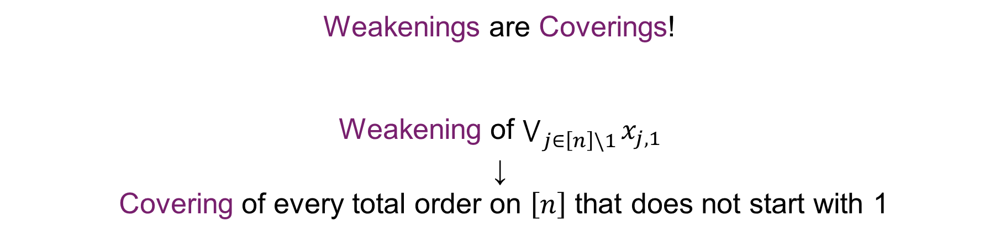 Weakenings are Coverings!
Weakening of ⋁_{j∈[n]\1} x_{j,1}
↓
Covering of every total order on [n] that does not start with 1